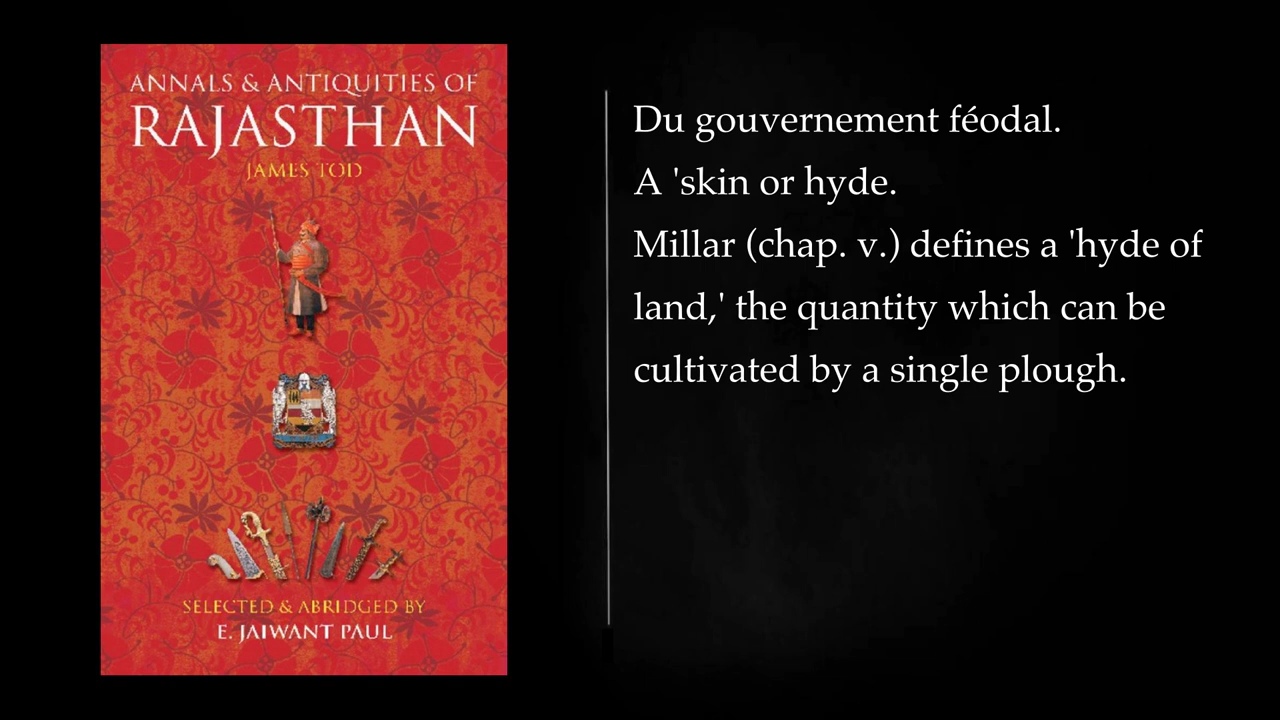 ANNALS & ANTIQUITIES OF
RAJASTHAN
JAMES TOD
SELECTED & ABRIDGED BY
E. JAIWANT PAUL
Du gouvernement féodal.
A 'skin or hyde.
Millar (chap. v.) defines a 'hyde of
land,' the quantity which can be
cultivated by a single plough.